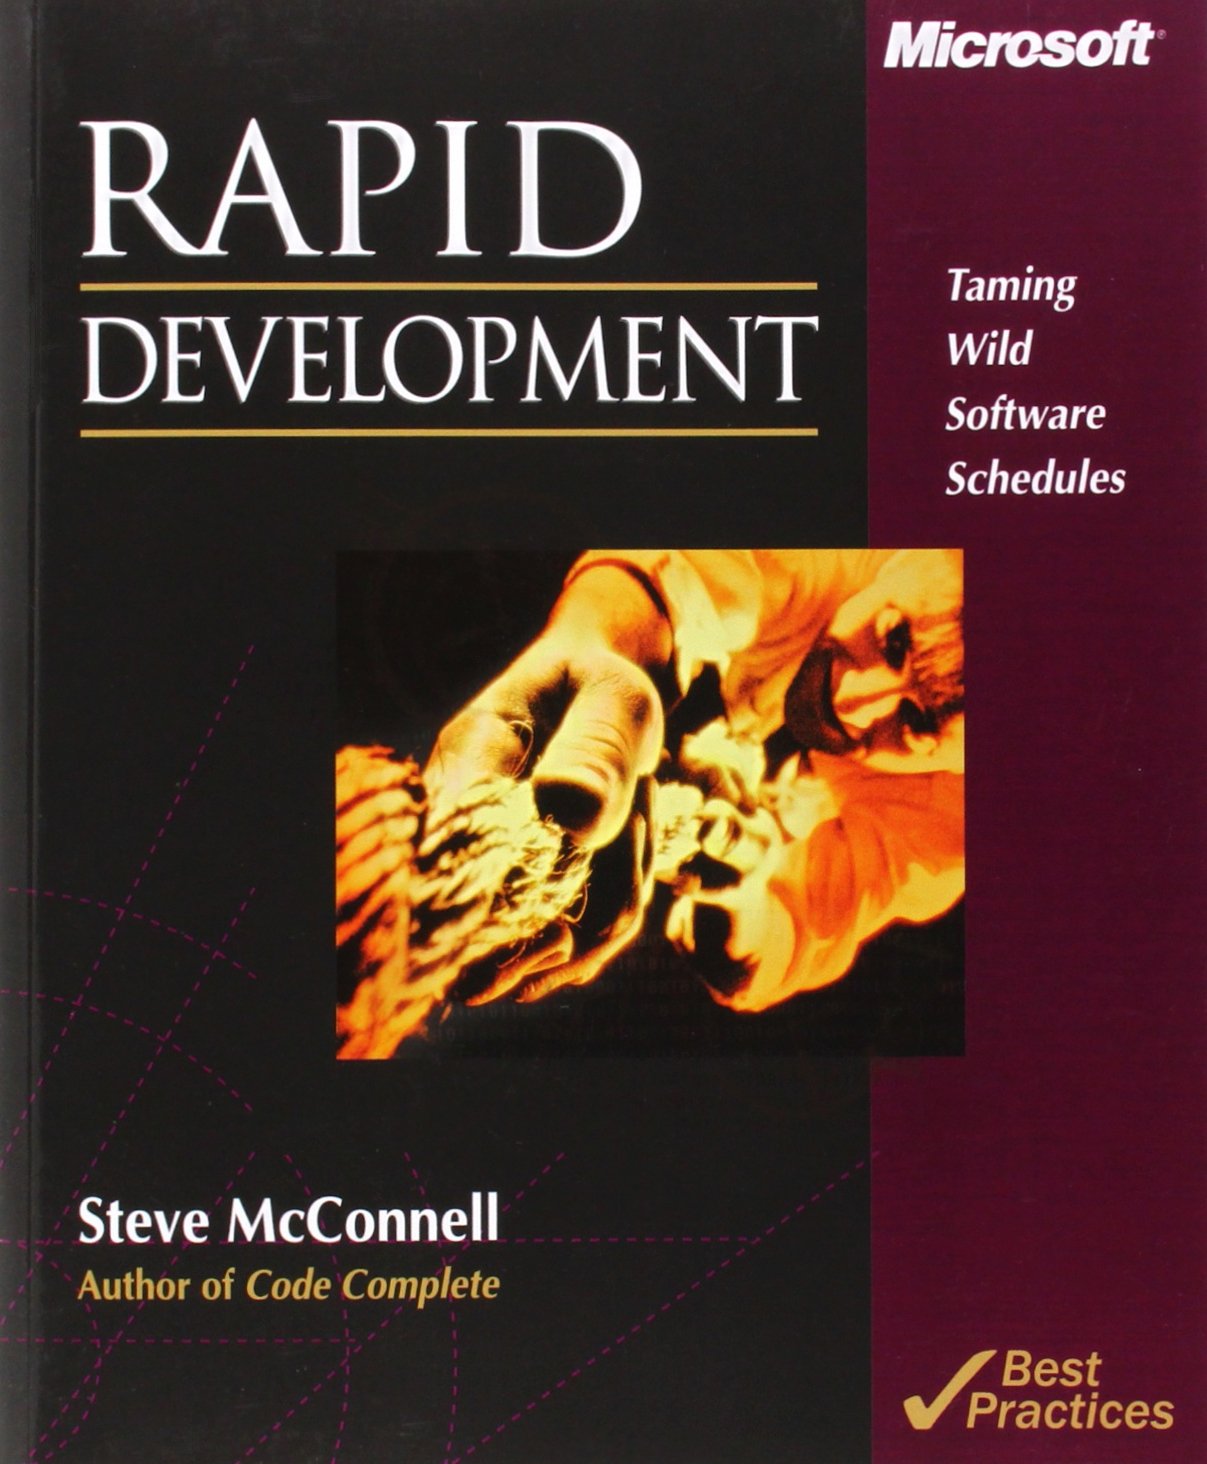 Microsoft®
RAPID
DEVELOPMENT
Taming
Wild
Software
Schedules
Steve McConnell
Author of Code Complete
Best
Practices